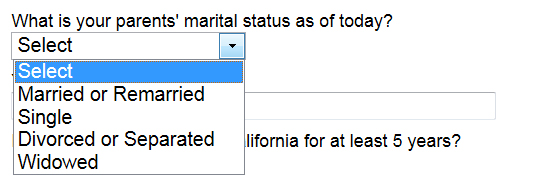 What is your parents' marital status as of today?
Select
Select
Married or Remarried
Single
Divorced or Separated
Widowed
lifornia for at least 5 years?